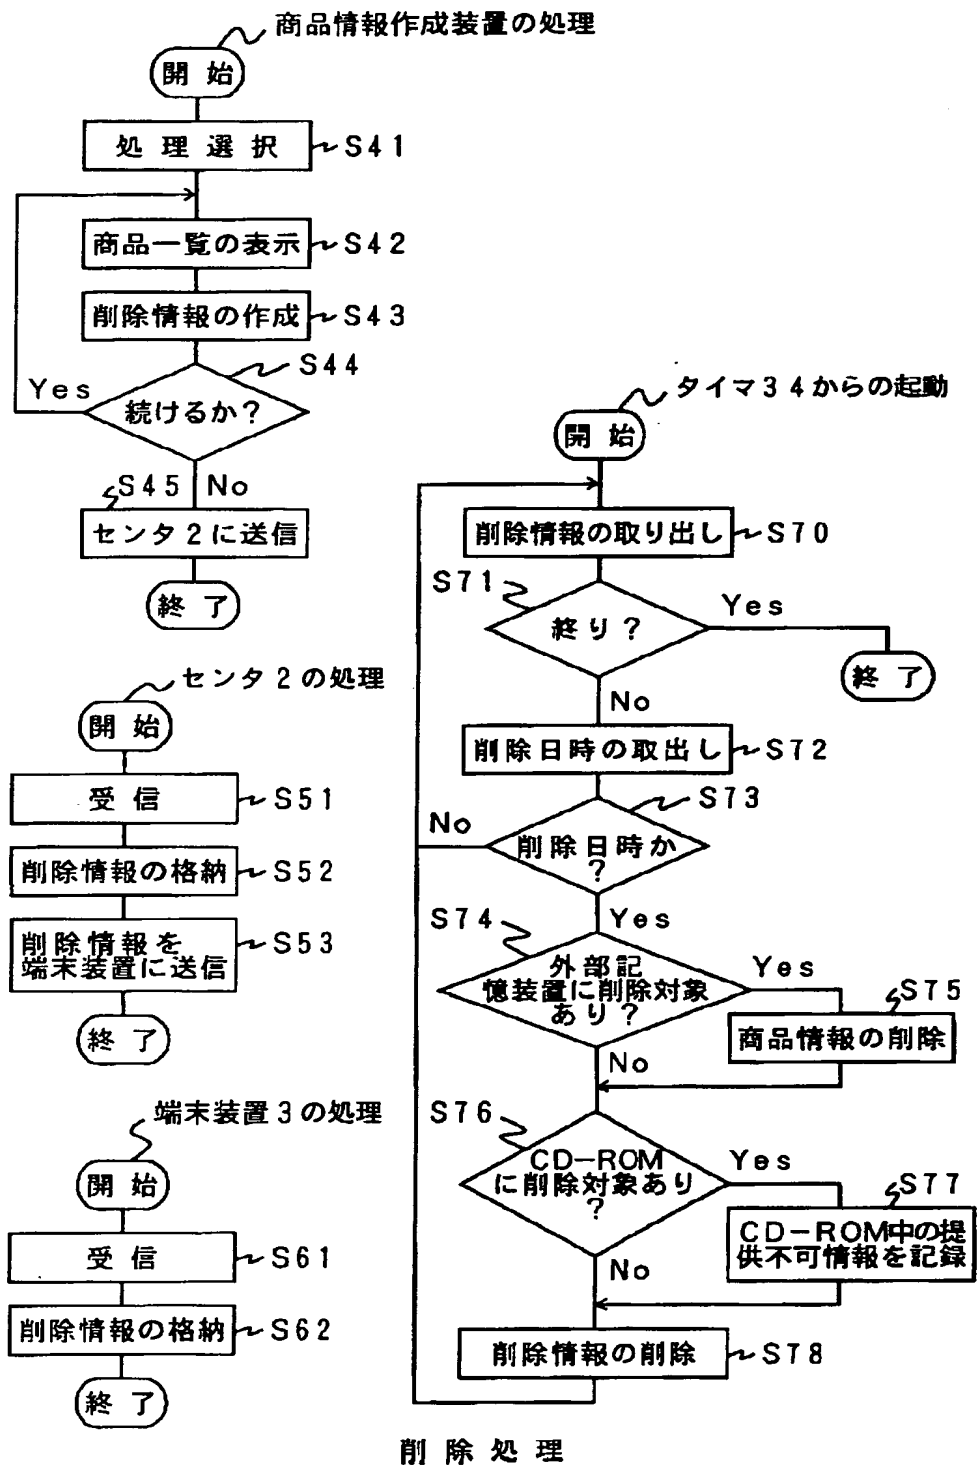 商品情報作成装置の処理
開始
処理選択 S41
商品一覧の表示 S42
削除情報の作成 S43
S44
Yes
続けるか?
S45 No
センタ2に送信
終了
センタ2の処理
開始
受信 S51
削除情報の格納 S52
削除情報を
端末装置に送信 S53
終了
端末装置3の処理
開始
受信 S61
削除情報の格納 S62
終了
タイマ34からの起動
開始
削除情報の取り出し S70
S71
終り? Yes
終了
No
削除日時の取出し S72
S73
No
削除日時か
?
S74 Yes
外部記
憶装置に削除対象
あり?
Yes
S75
商品情報の削除
No
S76
CD-ROM
に削除対象あり
?
Yes
S77
CD-ROM中の提
供不可情報を記録
No
削除情報の削除 S78
削除処理